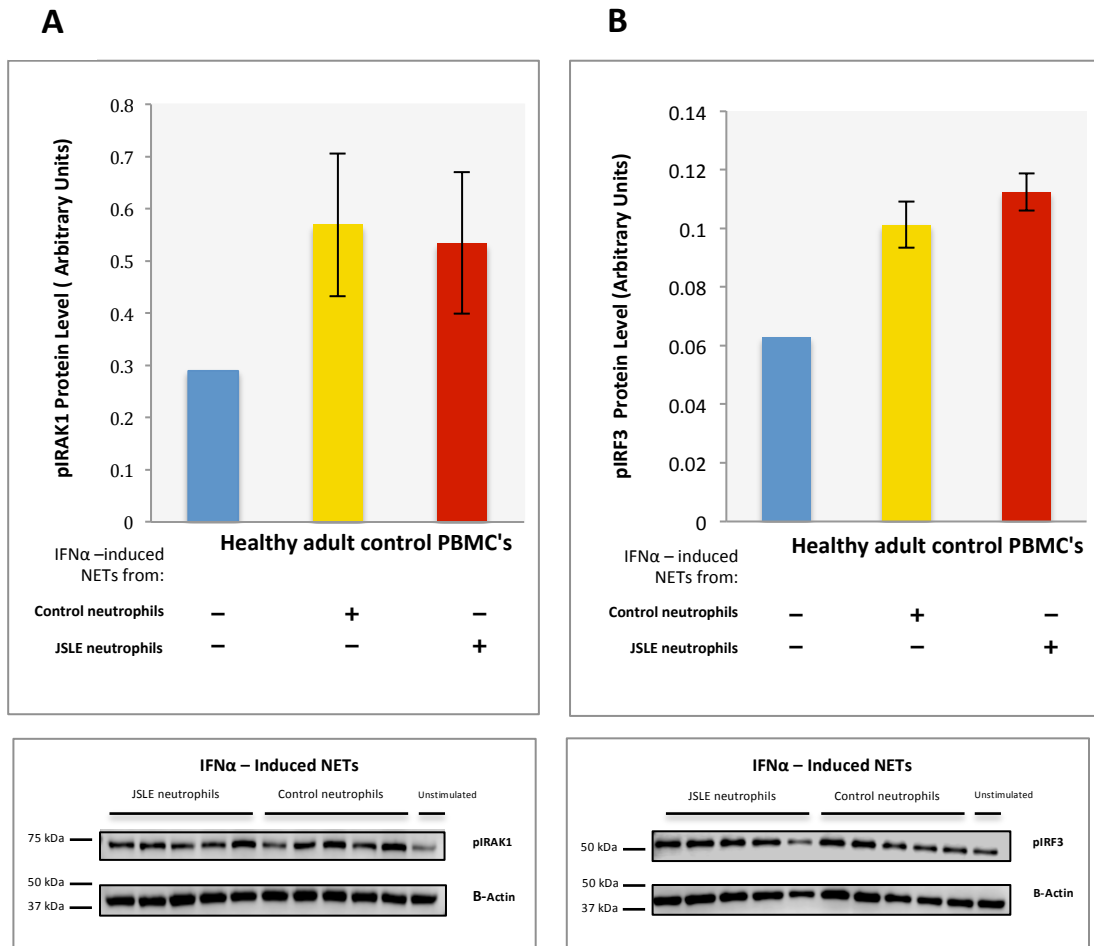 A
pIRAK1 Protein Level ( Arbitrary Units)
0.8
0.7
0.6
0.5
0.4
0.3
0.2
0.1
0
Healthy adult control PBMC's
IFNα –induced
NETs from:
Control neutrophils – + –
JSLE neutrophils – – +
B
pIRF3 Protein Level (Arbitrary Units)
0.14
0.12
0.1
0.08
0.06
0.04
0.02
0
Healthy adult control PBMC's
IFNα – induced
NETs from:
Control neutrophils – + –
JSLE neutrophils – – +
IFNα – Induced NETs
JSLE neutrophils Control neutrophils Unstimulated
75 kDa pIRAK1
50 kDa
37 kDa B-Actin
IFNα – Induced NETs
JSLE neutrophils Control neutrophils Unstimulated
50 kDa pIRF3
50 kDa
37 kDa B-Actin